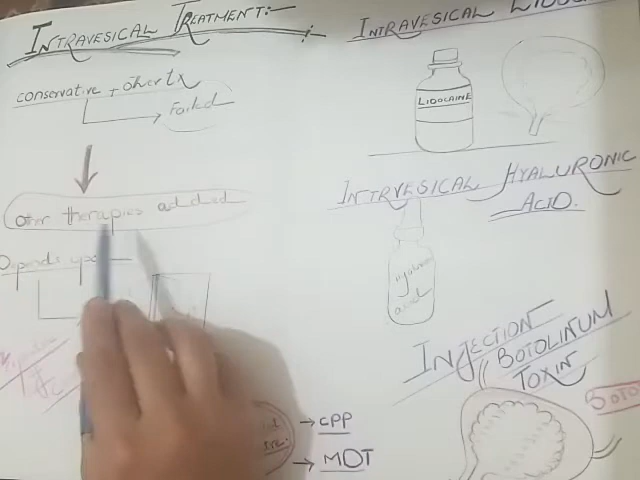 INTRAVESICAL TREATMENT:-
conservative + other tx
Failed
other therapies added
Depends
INTRAVESICAL
LIDOCAINE
INTRVESICAL HYALURONIC
ACID.
Hyaluronic
acid
INJECTION
BOTOLINUM
TOXIN
→ CPP
→ MDT